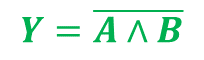 Y = \overline{A ∧ B}